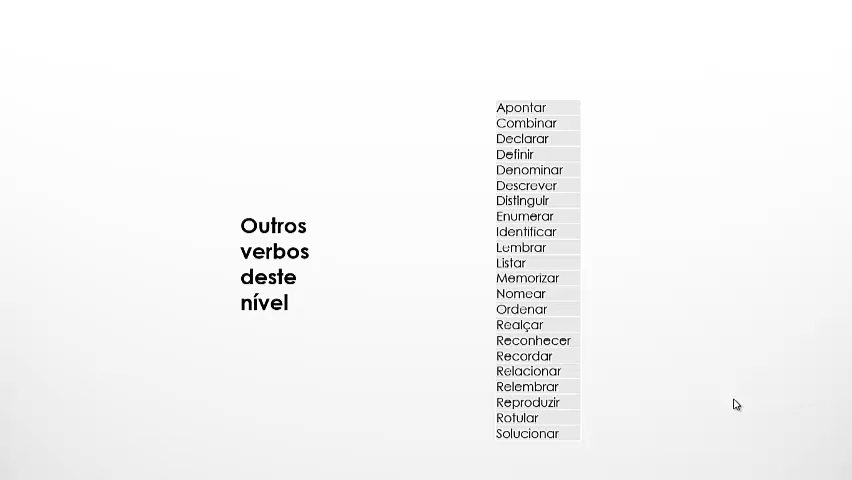 Outros
verbos
deste
nível
Apontar
Combinar
Declarar
Definir
Denominar
Descrever
Distinguir
Enumerar
Identificar
Lembrar
Listar
Memorizar
Nomear
Ordenar
Realçar
Reconhecer
Recordar
Relacionar
Relembrar
Reproduzir
Rotular
Solucionar